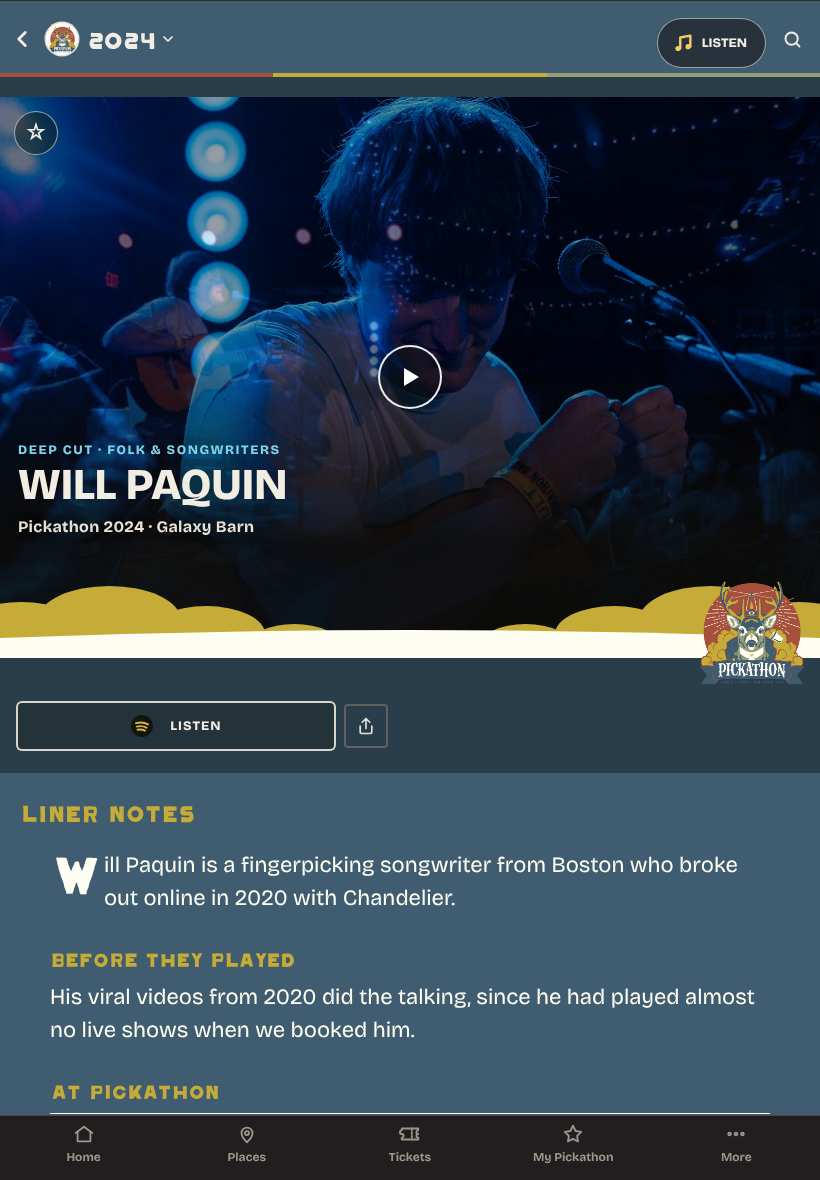 2024
LISTEN
DEEP CUT · FOLK & SONGWRITERS
WILL PAQUIN
Pickathon 2024 · Galaxy Barn
PICKATHON
LISTEN
LINER NOTES
Will Paquin is a fingerpicking songwriter from Boston who broke
out online in 2020 with Chandelier.
BEFORE THEY PLAYED
His viral videos from 2020 did the talking, since he had played almost
no live shows when we booked him.
AT PICKATHON
Home
Places
Tickets
My Pickathon
More